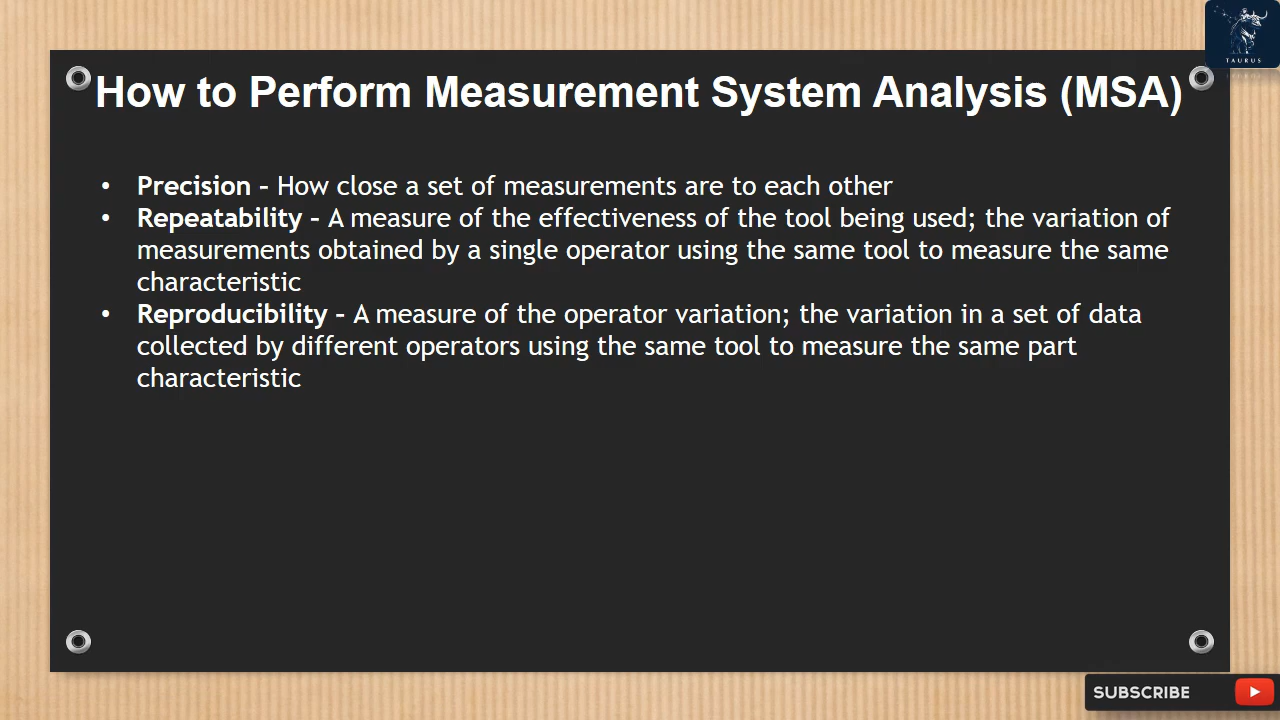 TAURUS
How to Perform Measurement System Analysis (MSA)
• Precision – How close a set of measurements are to each other
• Repeatability – A measure of the effectiveness of the tool being used; the variation of
measurements obtained by a single operator using the same tool to measure the same
characteristic
• Reproducibility – A measure of the operator variation; the variation in a set of data
collected by different operators using the same tool to measure the same part
characteristic
SUBSCRIBE